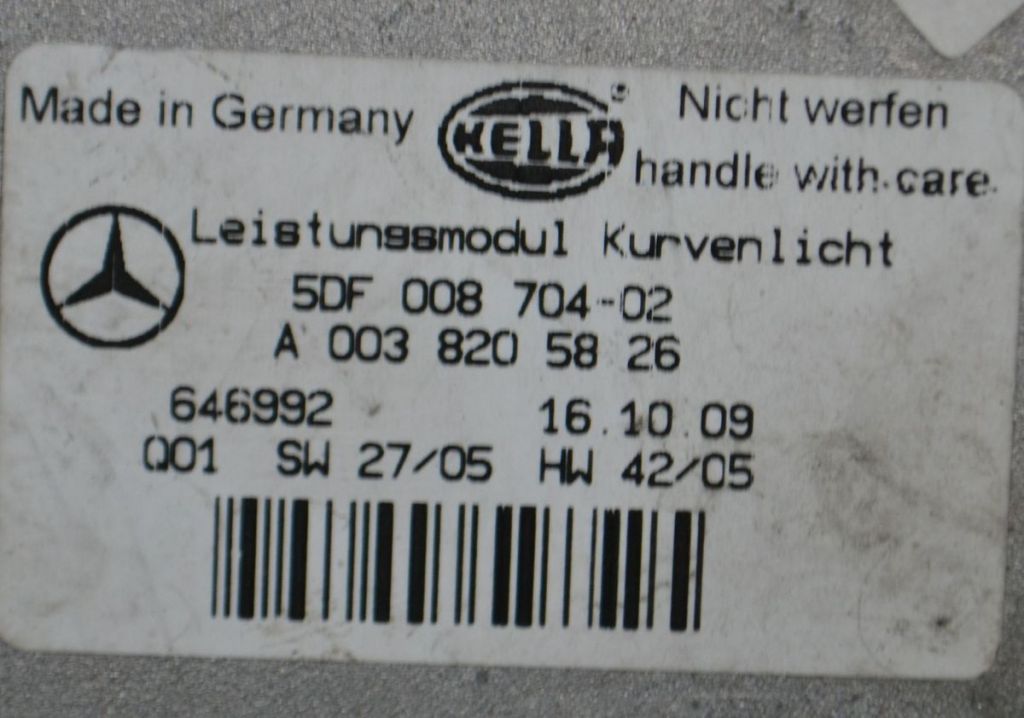 Made in Germany
HELLA
®
Nicht werfen
handle with care.
Leistungsmodul Kurvenlicht
5DF 008 704-02
A 003 820 58 26
646992 16.10.09
Q01 SW 27/05 HW 42/05